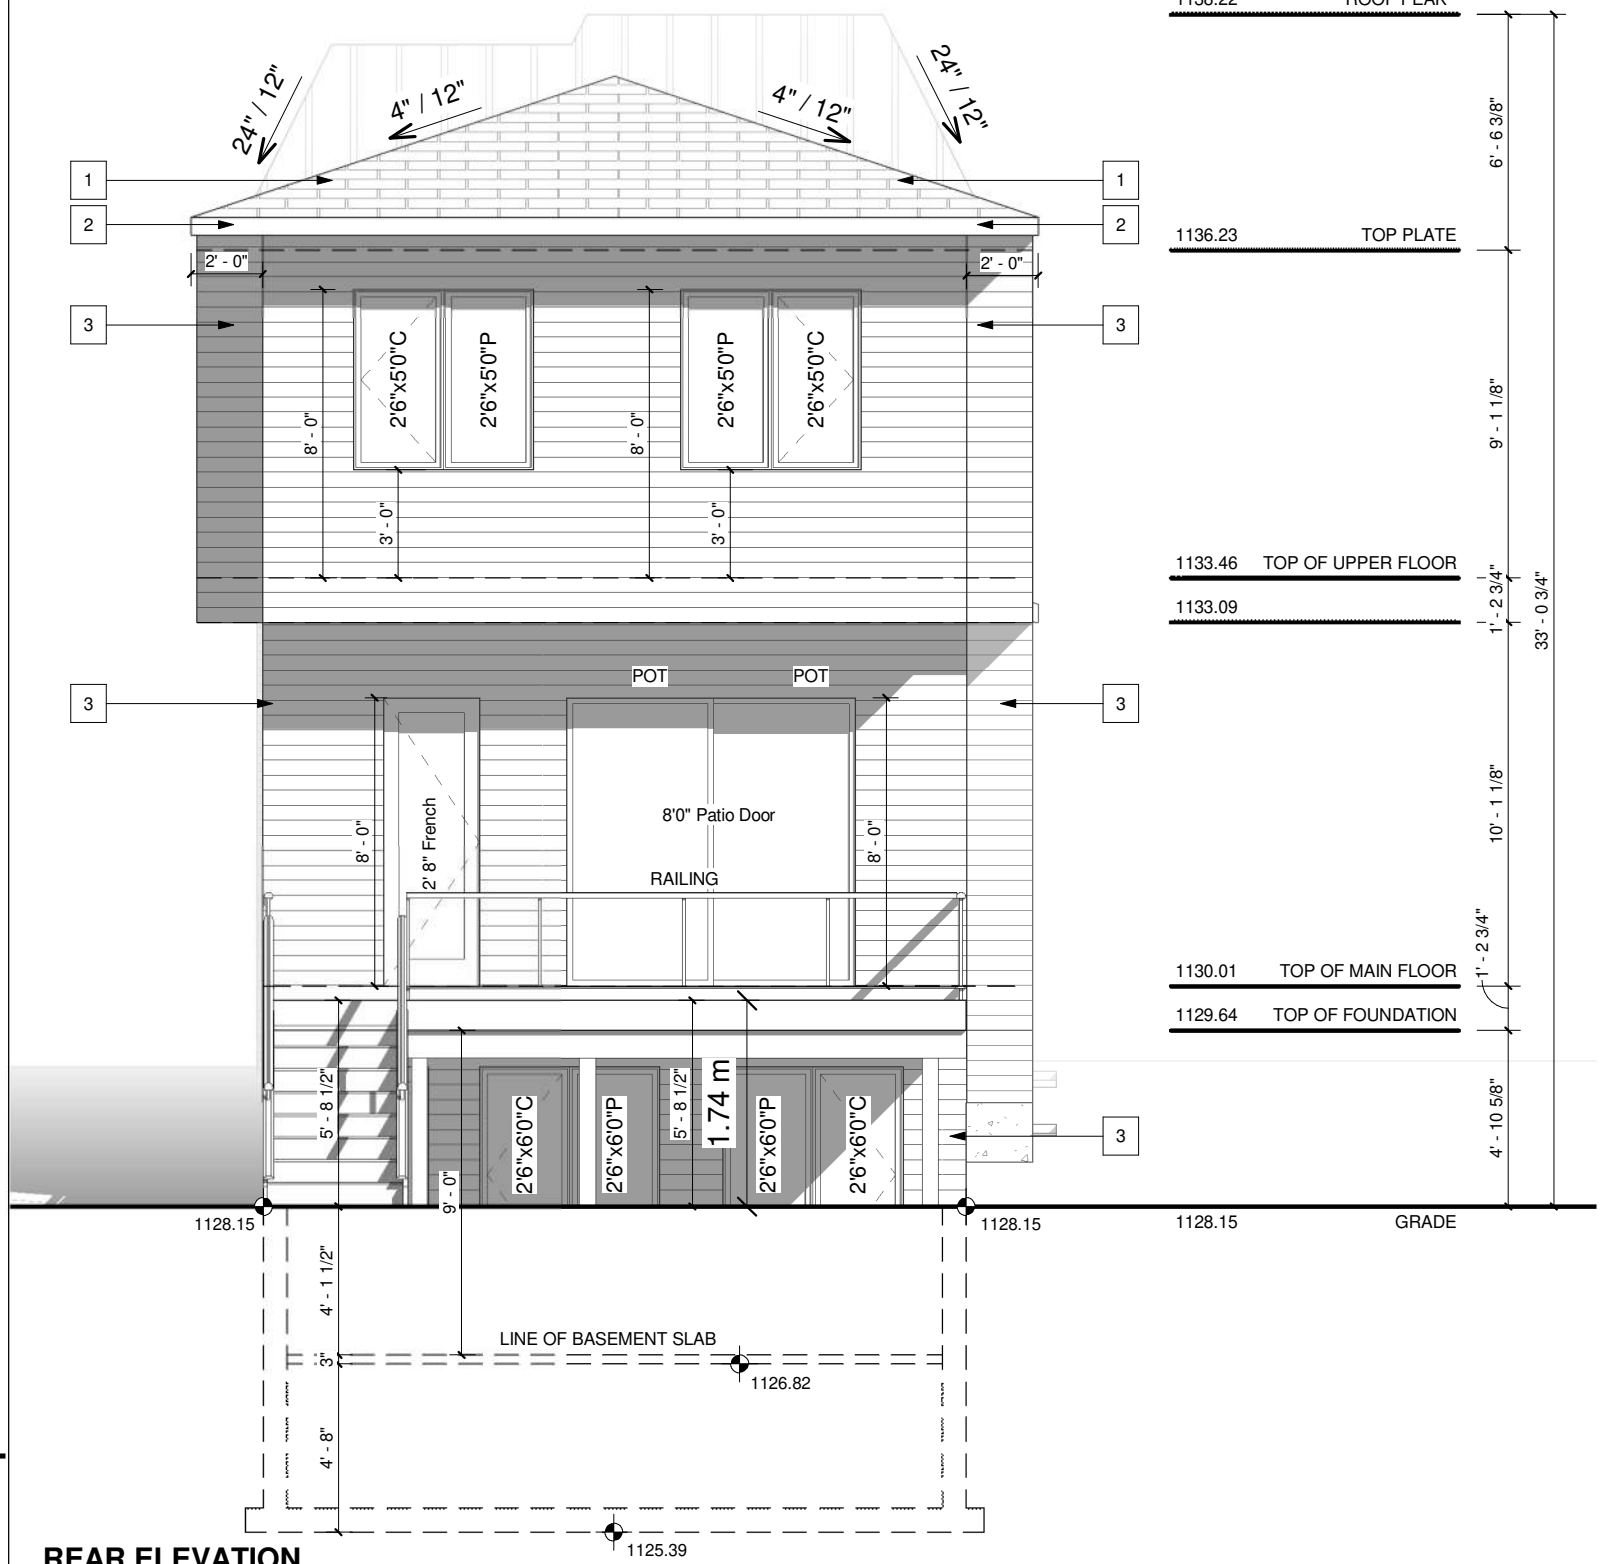 1138.22 ROOF PEAK
24" / 12"
4" / 12"
4" / 12"
24" / 12"
6' - 6 3/8"
1
1
2
2
1136.23 TOP PLATE
2' - 0"
2' - 0"
3
3
2'6"x5'0"C
2'6"x5'0"P
2'6"x5'0"P
2'6"x5'0"C
8' - 0"
8' - 0"
9' - 1 1/8"
3' - 0"
3' - 0"
1133.46 TOP OF UPPER FLOOR
1133.09
1' - 2 3/4"
33' - 0 3/4"
POT
POT
3
3
8' - 0"
2' 8" French
8'0" Patio Door
8' - 0"
10' - 1 1/8"
RAILING
1' - 2 3/4"
1130.01 TOP OF MAIN FLOOR
1129.64 TOP OF FOUNDATION
5' - 8 1/2"
5' - 8 1/2"
1.74 m
2'6"x6'0"C
2'6"x6'0"P
2'6"x6'0"P
2'6"x6'0"C
3
4' - 10 5/8"
9' - 0"
1128.15
1128.15
1128.15 GRADE
4' - 1 1/2"
LINE OF BASEMENT SLAB
3"
1126.82
4' - 8"
1125.39
REAR ELEVATION